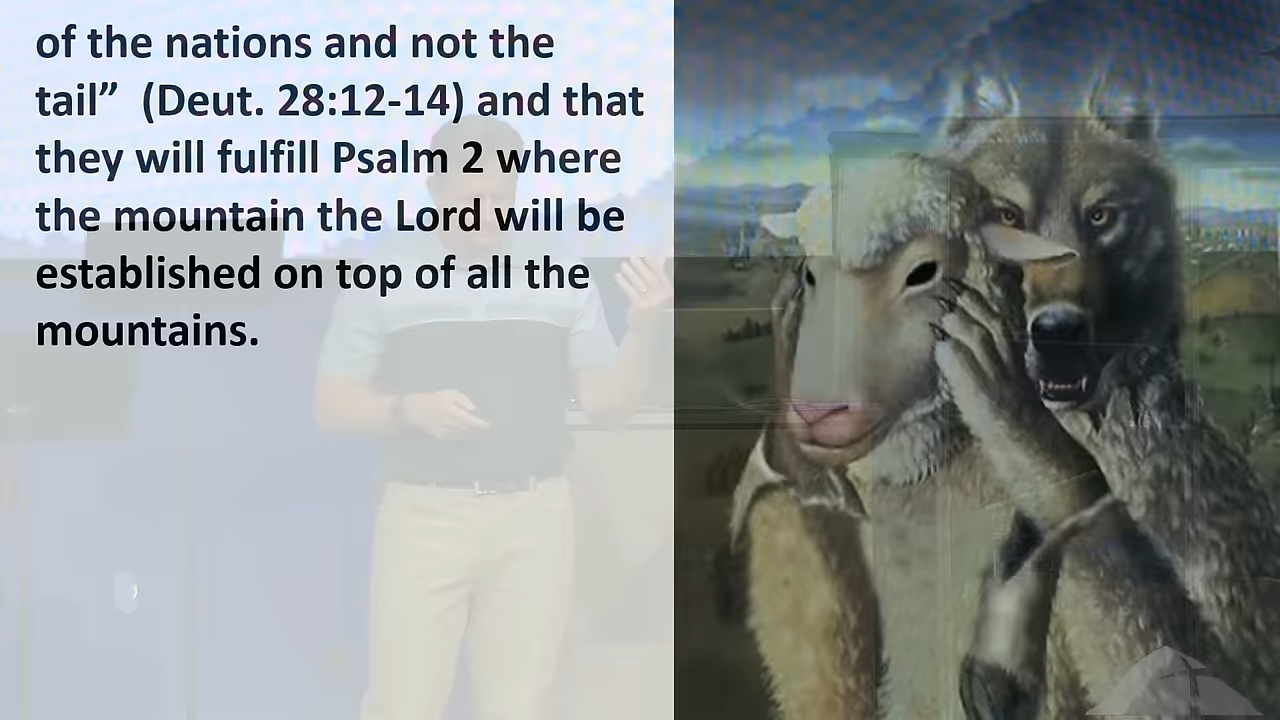 of the nations and not the
tail”  (Deut. 28:12-14) and that
they will fulfill Psalm 2 where
the mountain the Lord will be
established on top of all the
mountains.